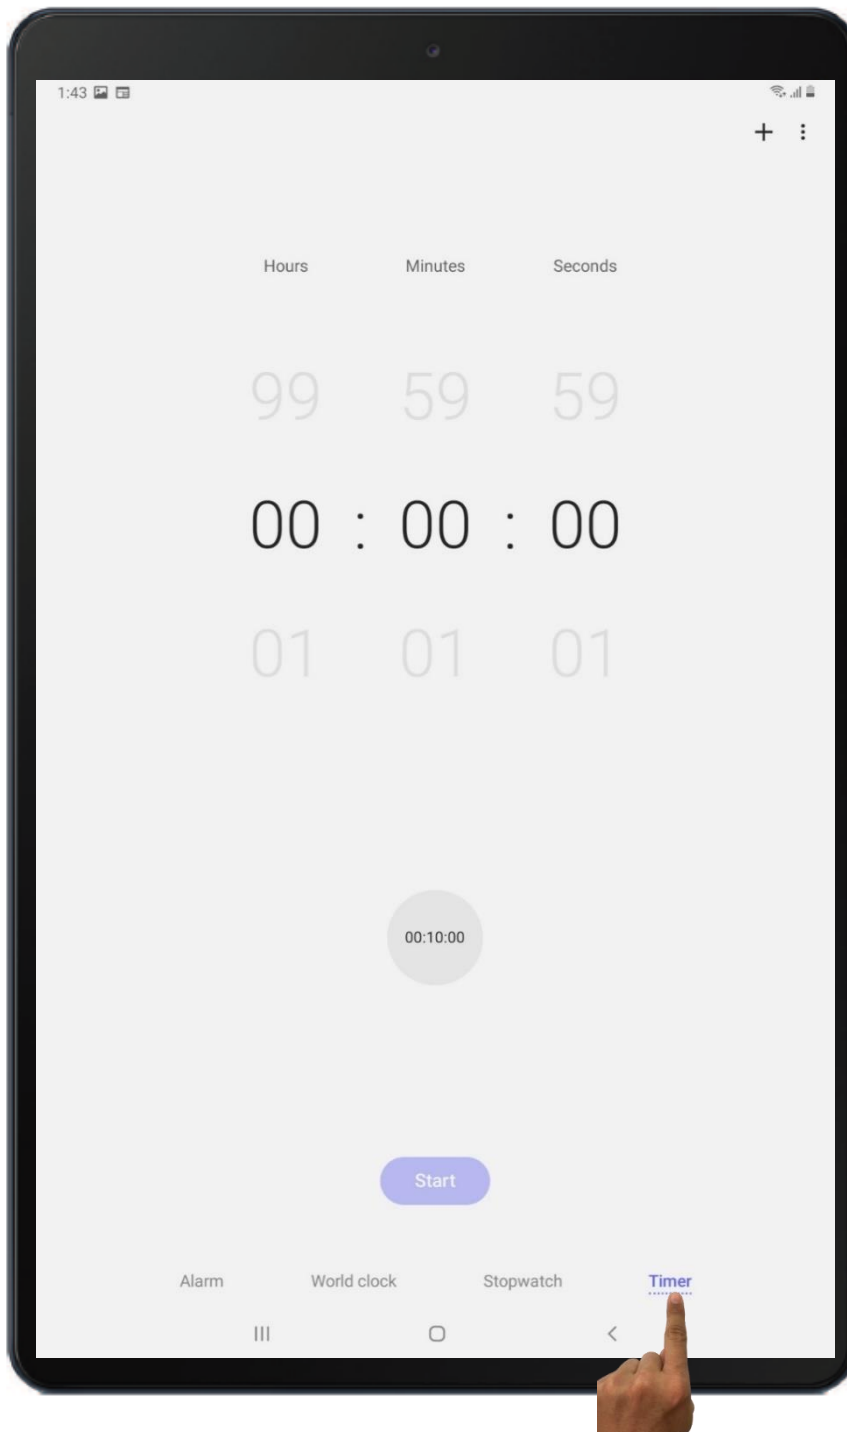 1:43
Hours Minutes Seconds
99 59 59
00 : 00 : 00
01 01 01
00:10:00
Start
Alarm World clock Stopwatch Timer